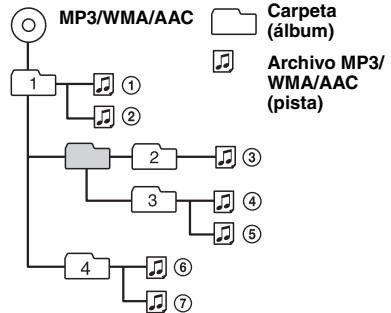 MP3/WMA/AAC
Carpeta
(álbum)
Archivo MP3/
WMA/AAC
(pista)
1
①
②
2
③
3
④
⑤
4
⑥
⑦